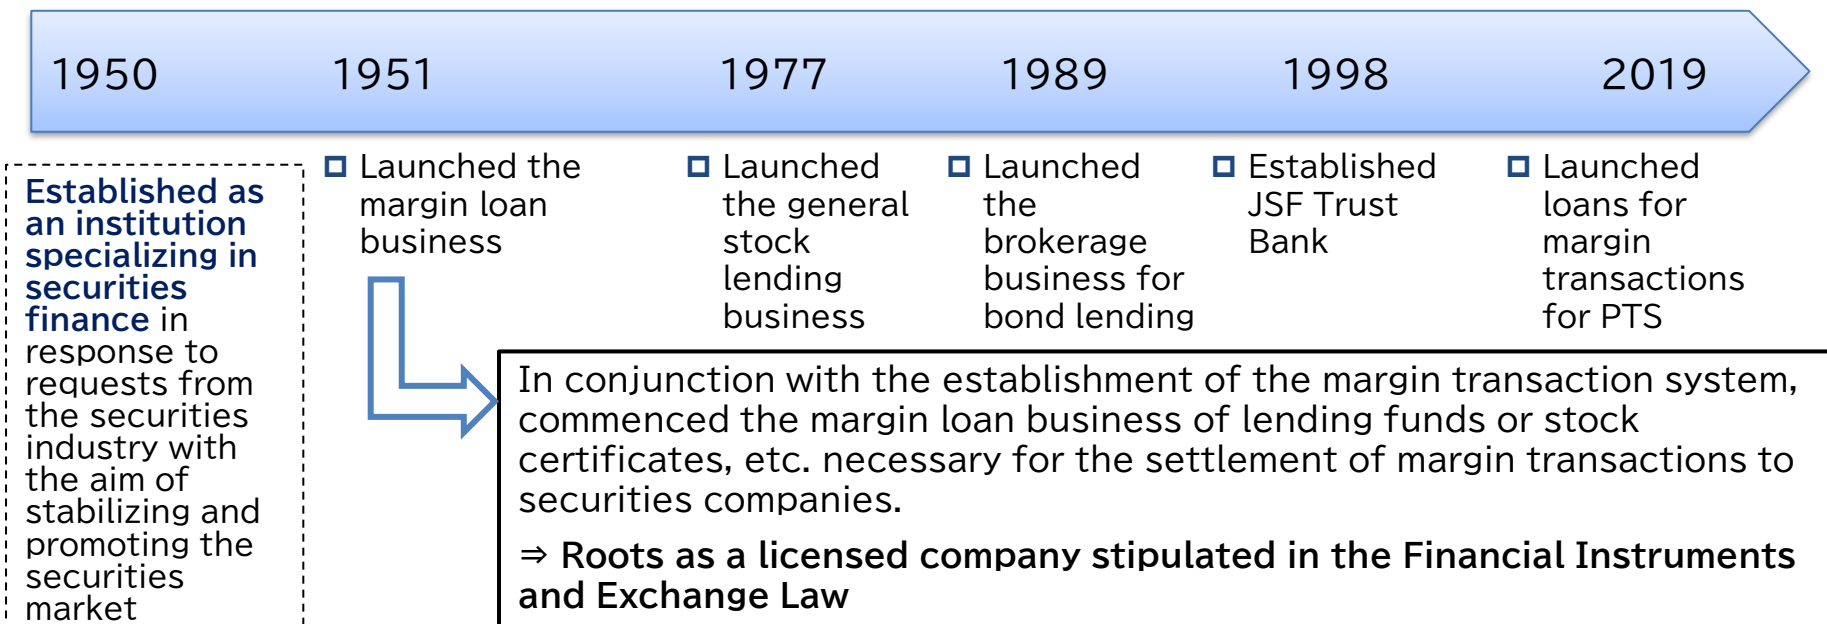 1950 1951 1977 1989 1998 2019
Established as
an institution
specializing in
securities
finance in
response to
requests from
the securities
industry with
the aim of
stabilizing and
promoting the
securities
market
Launched the
margin loan
business
Launched
the general
stock
lending
business
Launched
the
brokerage
business for
bond lending
Established
JSF Trust
Bank
Launched
loans for
margin
transactions
for PTS
In conjunction with the establishment of the margin transaction system,
commenced the margin loan business of lending funds or stock
certificates, etc. necessary for the settlement of margin transactions to
securities companies.
⇒ Roots as a licensed company stipulated in the Financial Instruments
and Exchange Law